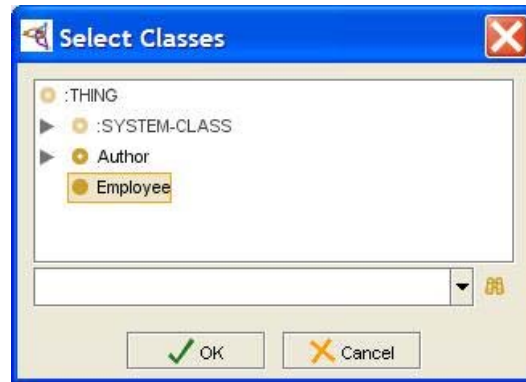 Select Classes
:THING
:SYSTEM-CLASS
Author
Employee
OK Cancel